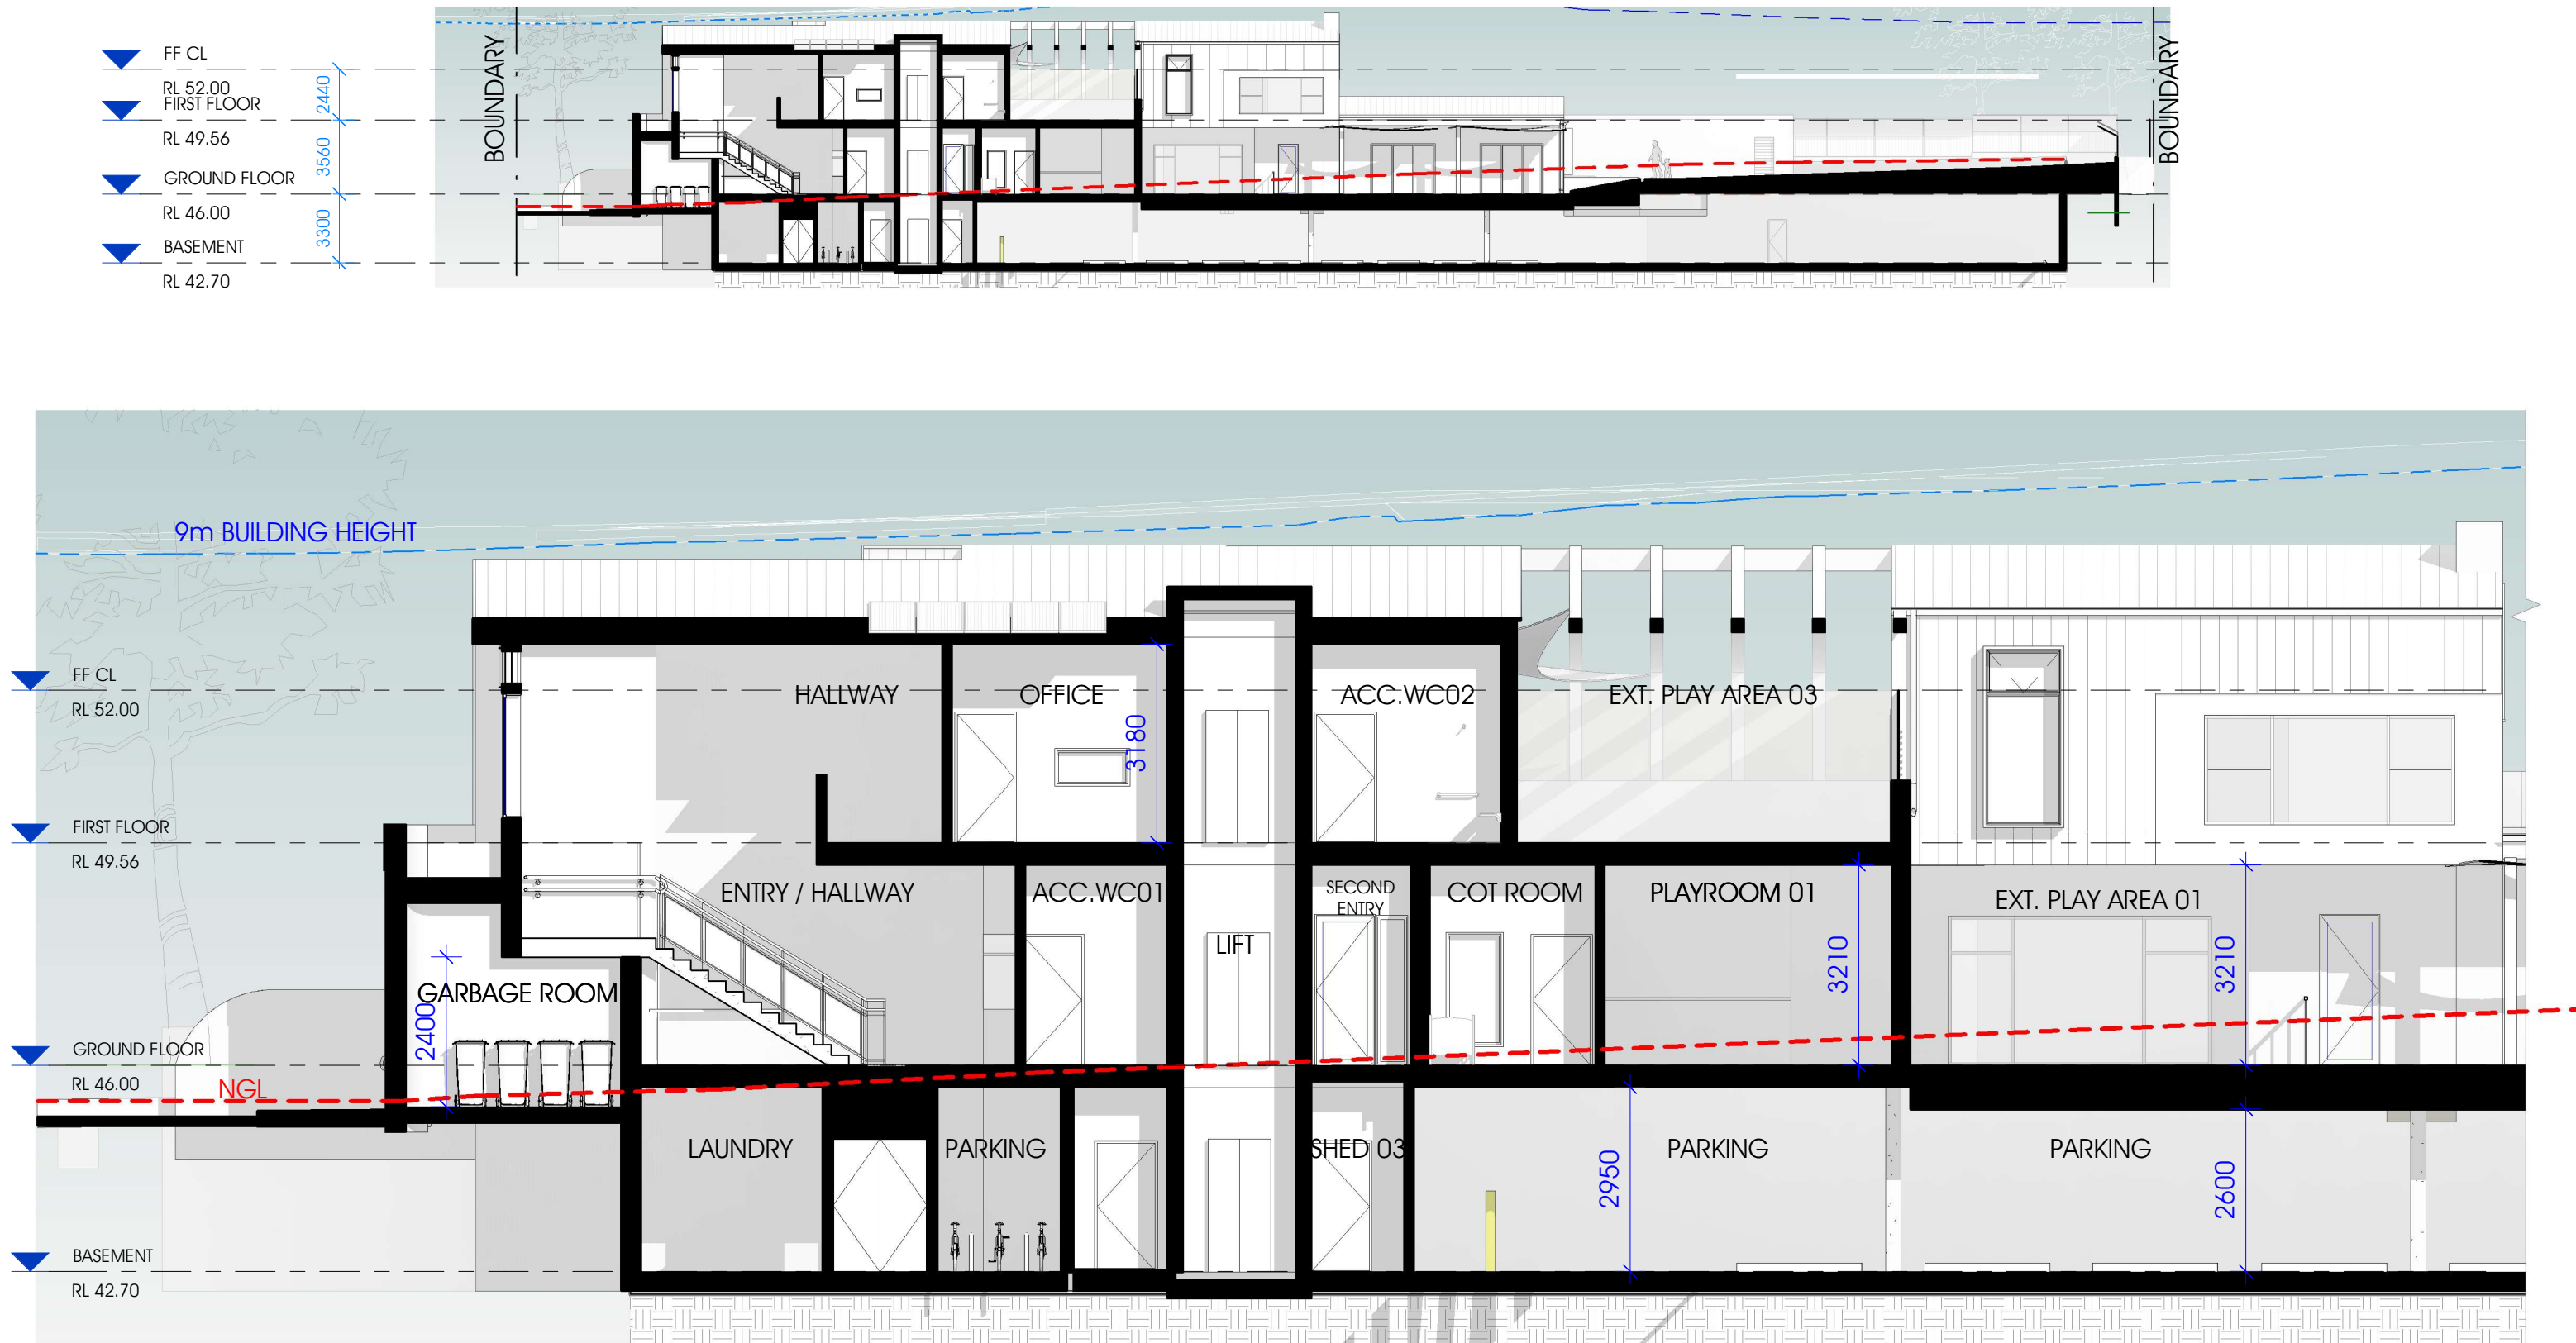 FF CL
RL 52.00
FIRST FLOOR
RL 49.56
GROUND FLOOR
RL 46.00
BASEMENT
RL 42.70
2440
3560
3300
BOUNDARY
BOUNDARY
9m BUILDING HEIGHT
FF CL
RL 52.00
HALLWAY
OFFICE
3180
ACC.WC02
EXT. PLAY AREA 03
FIRST FLOOR
RL 49.56
ENTRY / HALLWAY
ACC.WC01
LIFT
SECOND
ENTRY
COT ROOM
PLAYROOM 01
3210
EXT. PLAY AREA 01
3210
GARBAGE ROOM
2400
GROUND FLOOR
RL 46.00
NGL
LAUNDRY
PARKING
SHED 03
PARKING
2950
PARKING
2600
BASEMENT
RL 42.70